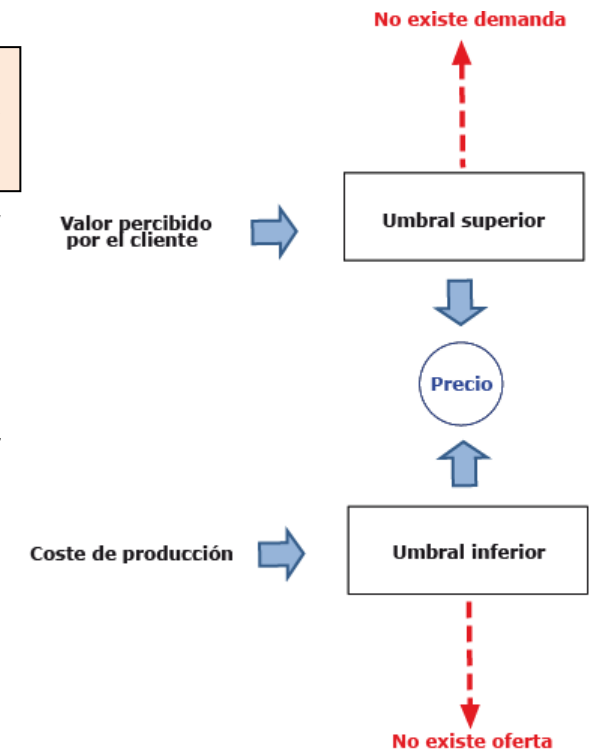 No existe demanda
Valor percibido
por el cliente
Umbral superior
Precio
Coste de producción
Umbral inferior
No existe oferta